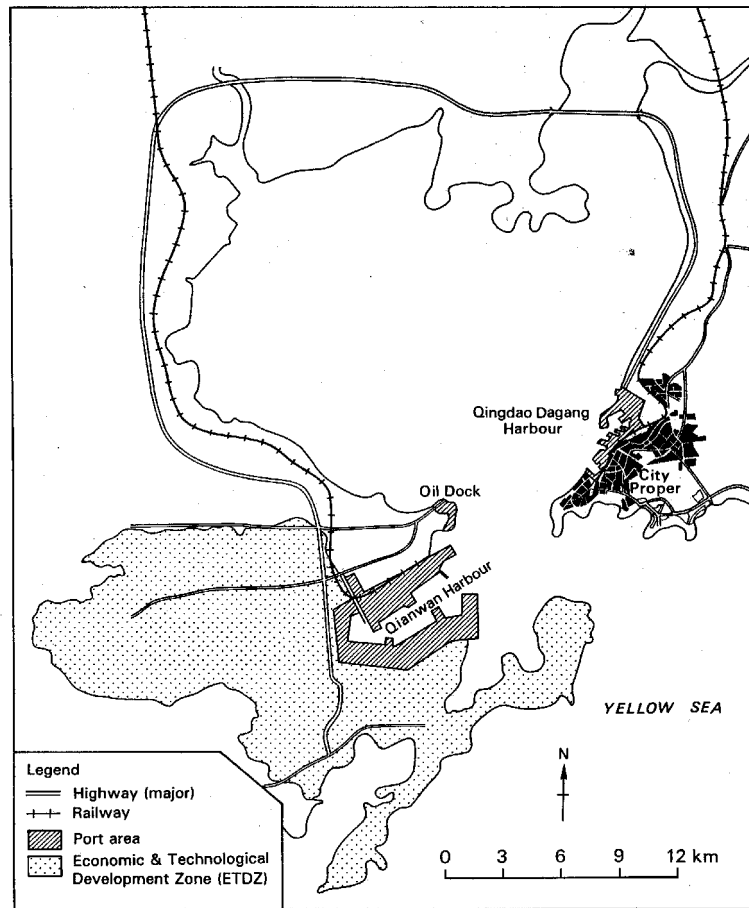 Qingdao Dagang
Harbour
City
Proper
Oil Dock
Qianwan Harbour
YELLOW SEA
N
Legend
Highway (major)
Railway
Port area
Economic & Technological
Development Zone (ETDZ)
0 3 6 9 12 km